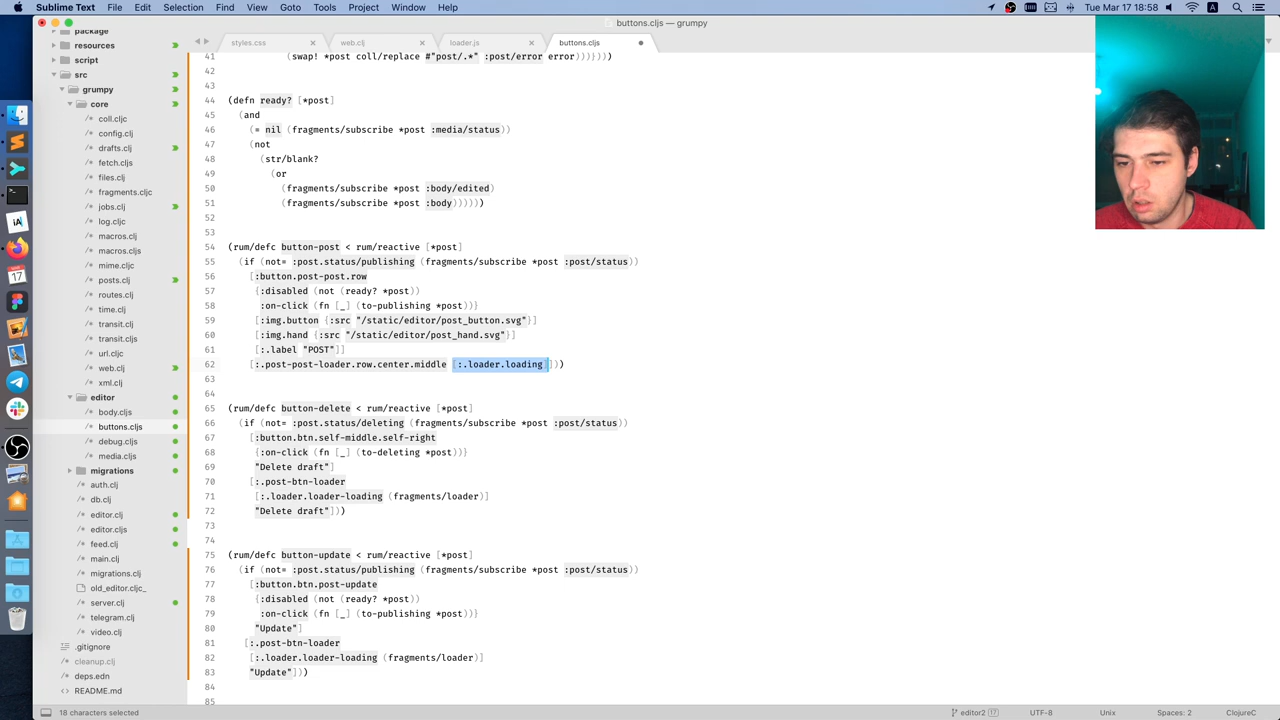 Sublime Text File Edit Selection Find View Goto Tools Project Window Help
Tue 17 Mar 18:58
buttons.cljs — grumpy
styles.css
web.clj
loader.js
buttons.cljs
package
resources
script
src
grumpy
core
coll.cljc
config.clj
drafts.clj
fetch.cljs
files.clj
fragments.cljc
jobs.clj
log.cljc
macros.clj
macros.cljs
mime.cljc
posts.clj
routes.clj
time.clj
transit.clj
transit.cljs
url.cljc
web.clj
xml.clj
editor
body.cljs
buttons.cljs
debug.cljs
media.cljs
migrations
auth.clj
db.clj
editor.clj
editor.cljs
feed.clj
main.clj
migrations.clj
old_editor.cljc_
server.clj
telegram.clj
video.clj
.gitignore
cleanup.clj
deps.edn
README.md
41 (swap! *post coll/replace #"post/.*" :post/error error))}))
42
43
44 (defn ready? [*post]
45 (and
46 (= nil (fragments/subscribe *post :media/status))
47 (not
48 (str/blank?
49 (or
50 (fragments/subscribe *post :body/edited)
51 (fragments/subscribe *post :body)))))
52
53
54 (rum/defc button-post < rum/reactive [*post]
55 (if (not= :post.status/publishing (fragments/subscribe *post :post/status))
56 [:button.post-post.row
57 {:disabled (not (ready? *post))
58 :on-click (fn [_] (to-publishing *post))}
59 [:img.button {:src "/static/editor/post_button.svg"}]
60 [:img.hand {:src "/static/editor/post_hand.svg"}]
61 [:.label "POST"]]
62 [:.post-post-loader.row.center.middle [:.loader.loading]]))
63
64
65 (rum/defc button-delete < rum/reactive [*post]
66 (if (not= :post.status/deleting (fragments/subscribe *post :post/status))
67 [:button.btn.self-middle.self-right
68 {:on-click (fn [_] (to-deleting *post))}
69 "Delete draft"]
70 [:.post-btn-loader
71 [:.loader.loader-loading (fragments/loader)]
72 "Delete draft"]))
73
74
75 (rum/defc button-update < rum/reactive [*post]
76 (if (not= :post.status/publishing (fragments/subscribe *post :post/status))
77 [:button.btn.post-update
78 {:disabled (not (ready? *post))
79 :on-click (fn [_] (to-publishing *post))}
80 "Update"]
81 [:.post-btn-loader
82 [:.loader.loader-loading (fragments/loader)]
83 "Update"]))
84
85
18 characters selected
editor2 17 UTF-8 Unix Spaces: 2 ClojureC